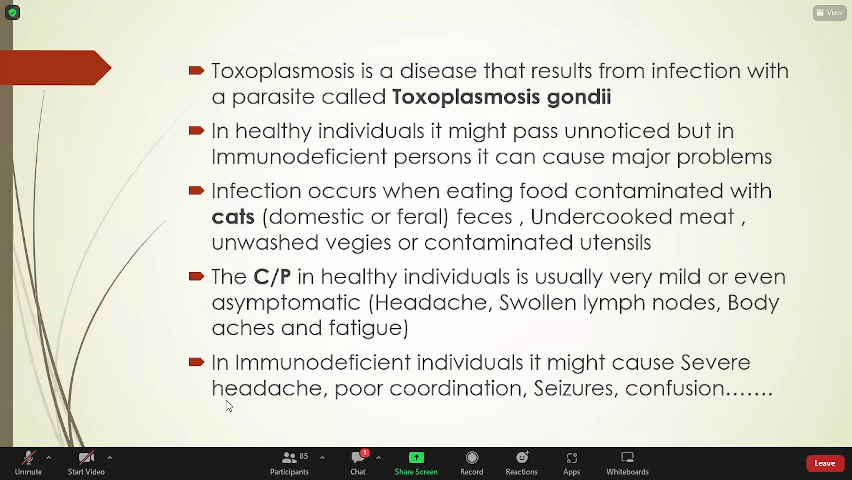 View
Toxoplasmosis is a disease that results from infection with
a parasite called Toxoplasmosis gondii
In healthy individuals it might pass unnoticed but in
Immunodeficient persons it can cause major problems
Infection occurs when eating food contaminated with
cats (domestic or feral) feces , Undercooked meat ,
unwashed vegies or contaminated utensils
The C/P in healthy individuals is usually very mild or even
asymptomatic (Headache, Swollen lymph nodes, Body
aches and fatigue)
In Immunodeficient individuals it might cause Severe
headache, poor coordination, Seizures, confusion…….
85
1
Unmute Start Video Participants Chat Share Screen Record Reactions Apps Whiteboards Leave